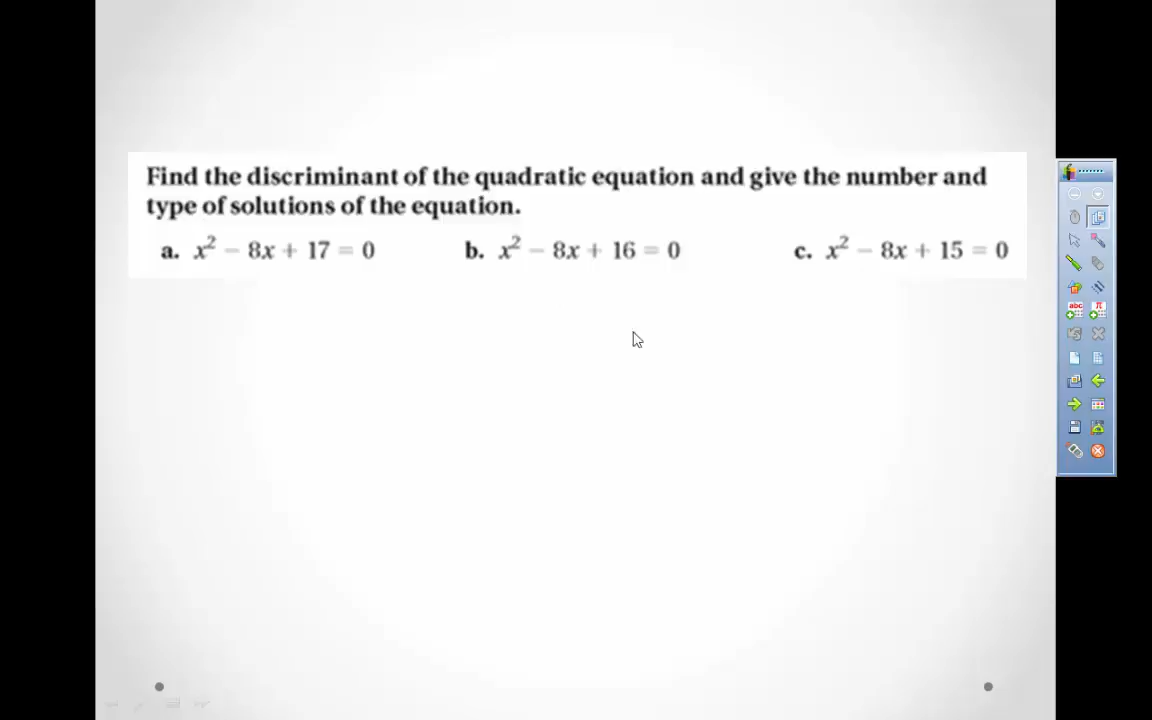 Find the discriminant of the quadratic equation and give the number and
type of solutions of the equation.
a. x² − 8x + 17 = 0 b. x² − 8x + 16 = 0 c. x² − 8x + 15 = 0
abc π